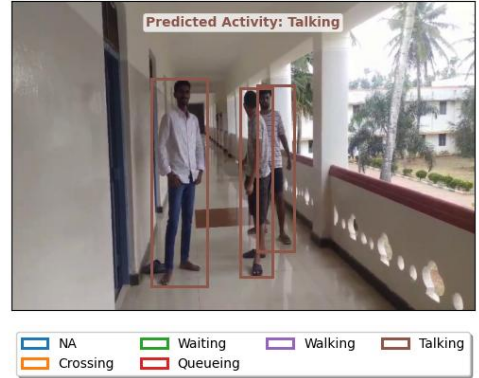 Predicted Activity: Talking
NA
Waiting
Walking
Talking
Crossing
Queueing